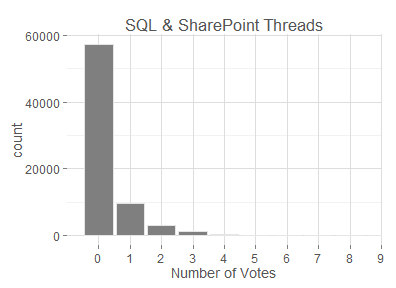 SQL & SharePoint Threads
60000
40000
20000
0
count
0 1 2 3 4 5 6 7 8 9
Number of Votes